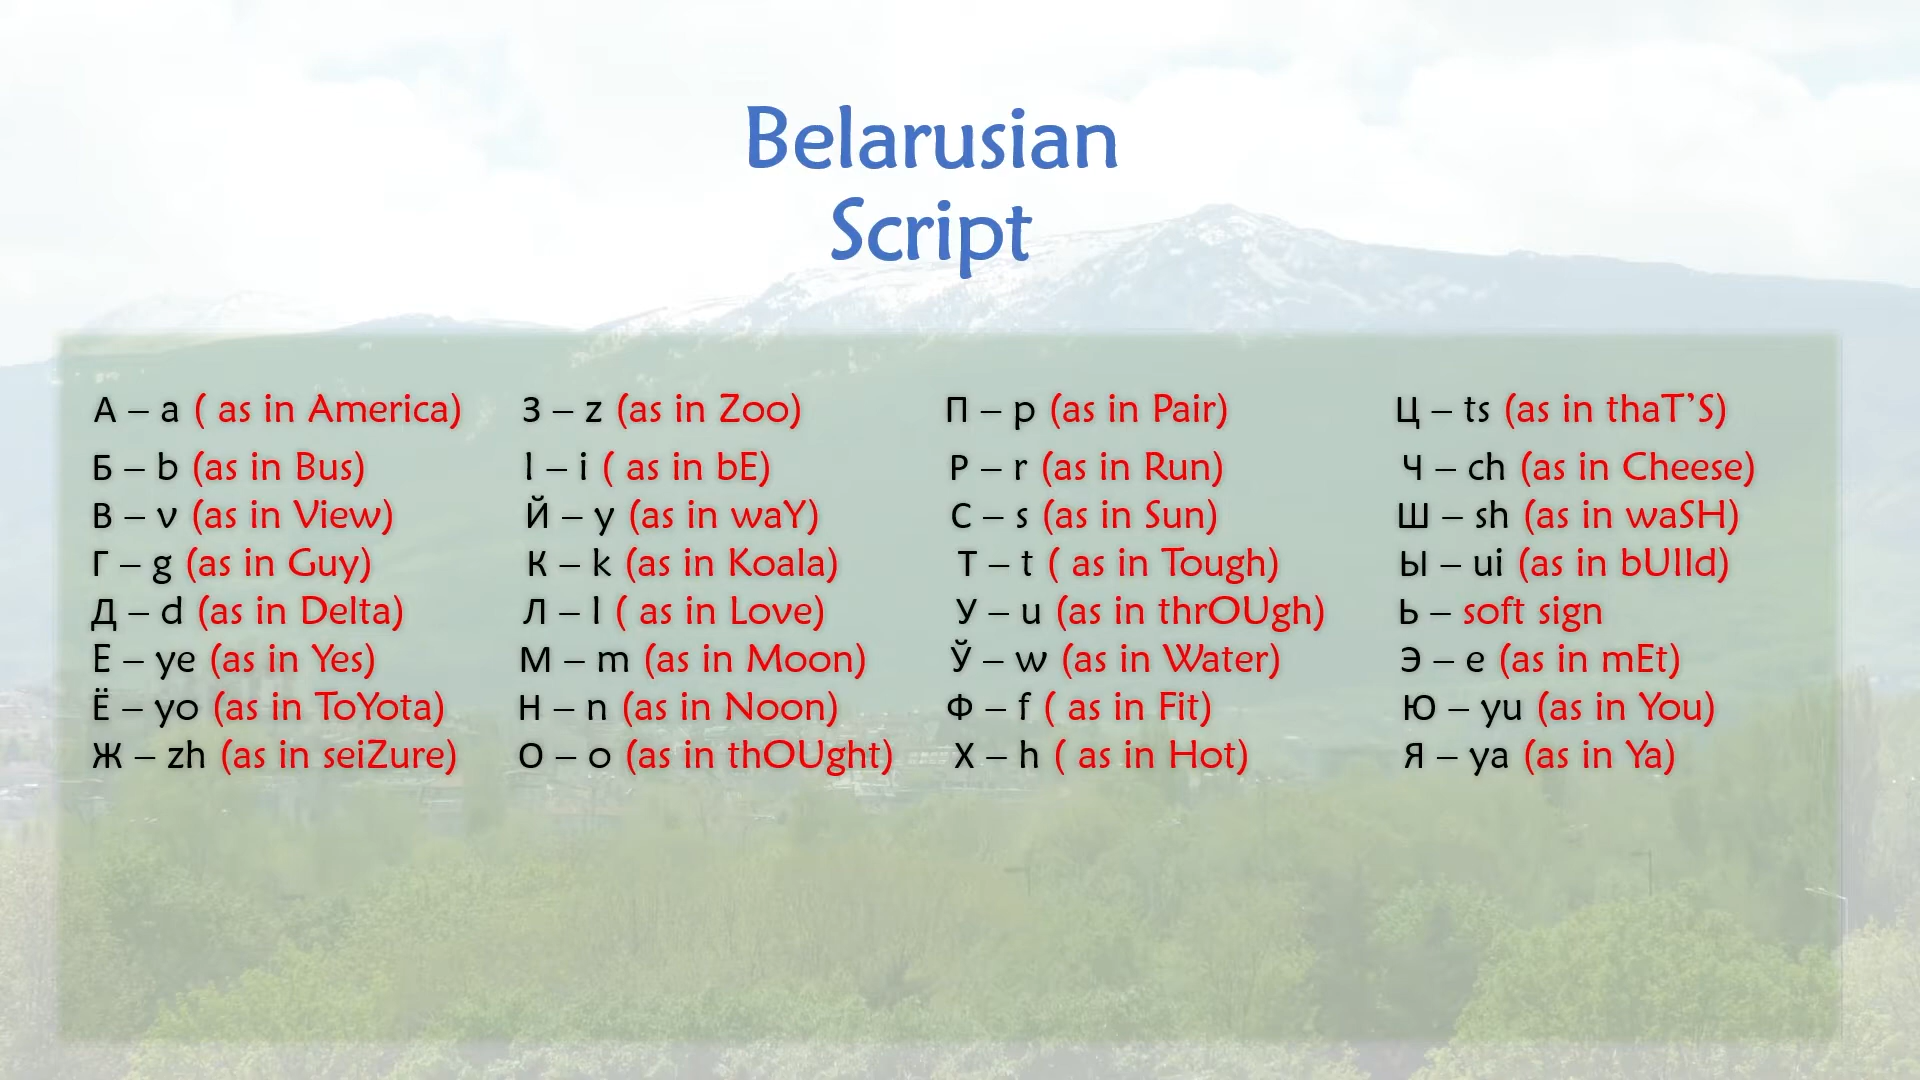 Belarusian
Script
А – a ( as in America)
Б – b (as in Bus)
В – v (as in View)
Г – g (as in Guy)
Д – d (as in Delta)
Е – ye (as in Yes)
Ё – yo (as in ToYota)
Ж – zh (as in seiZure)
З – z (as in Zoo)
І – i ( as in bE)
Й – y (as in waY)
К – k (as in Koala)
Л – l ( as in Love)
М – m (as in Moon)
Н – n (as in Noon)
О – o (as in thOUght)
П – p (as in Pair)
Р – r (as in Run)
С – s (as in Sun)
Т – t ( as in Tough)
У – u (as in thrOUgh)
Ў – w (as in Water)
Ф – f ( as in Fit)
Х – h ( as in Hot)
Ц – ts (as in thaT’S)
Ч – ch (as in Cheese)
Ш – sh (as in waSH)
Ы – ui (as in bUIld)
Ь – soft sign
Э – e (as in mEt)
Ю – yu (as in You)
Я – ya (as in Ya)